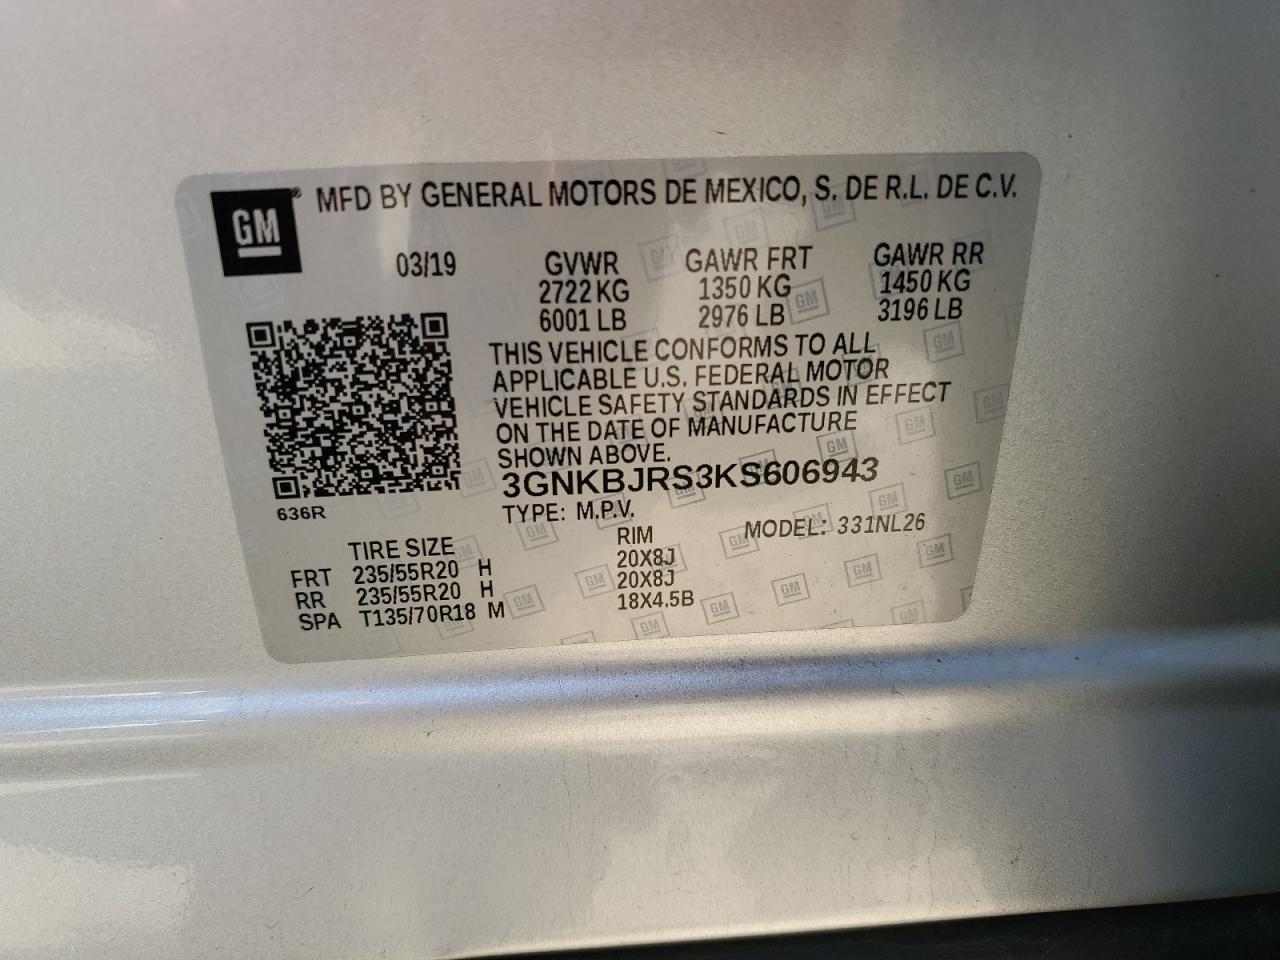 GM ® MFD BY GENERAL MOTORS DE MEXICO, S. DE R.L. DE C.V.
03/19 GVWR GAWR FRT GAWR RR
2722 KG 1350 KG 1450 KG
6001 LB 2976 LB 3196 LB
THIS VEHICLE CONFORMS TO ALL
APPLICABLE U.S. FEDERAL MOTOR
VEHICLE SAFETY STANDARDS IN EFFECT
ON THE DATE OF MANUFACTURE
SHOWN ABOVE.
3GNKBJRS3KS606943
636R
TYPE: M.P.V. MODEL: 331NL26
TIRE SIZE RIM
FRT 235/55R20 H 20X8J
RR 235/55R20 H 20X8J
SPA T135/70R18 M 18X4.5B